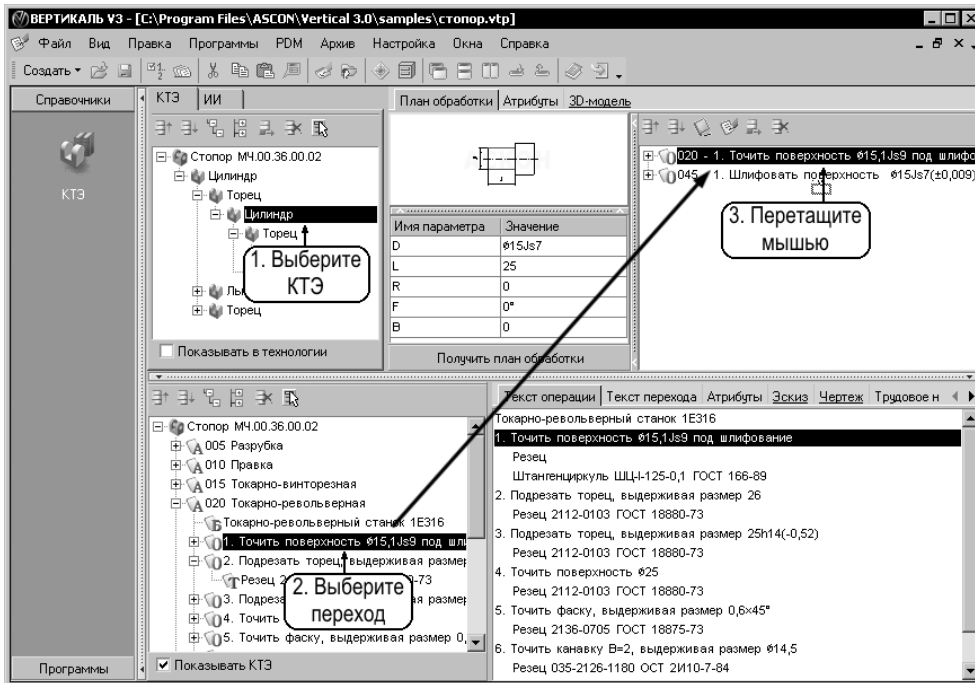 ВЕРТИКАЛЬ V3 - [C:\Program Files\ASCON\Vertical 3.0\samples\стопор.vtp]
Файл Вид Правка Программы PDM Архив Настройка Окна Справка
Создать
Справочники
КТЭ
Программы
КТЭ ИИ
Стопор МЧ.00.36.00.02
Цилиндр
Торец
Цилиндр
Торец
1. Выберите
КТЭ
Торец
Показывать в технологии
План обработки Атрибуты 3D-модель
Имя параметра Значение
D ø15Js7
L 25
R 0
F 0°
B 0
Получить план обработки
020 - 1. Точить поверхность ø15,1Js9 под шлифо
045 - 1. Шлифовать поверхность ø15Js7(±0,009)
3. Перетащите
мышью
Стопор МЧ.00.36.00.02
005 Разрубка
010 Правка
015 Токарно-винторезная
020 Токарно-револьверная
Токарно-револьверный станок 1Е316
1. Точить поверхность ø15,1Js9 под шли
2. Подрезать торец, выдерживая размер
Резец 2 -73
3. Подреза я размер
4. Точить
5. Точить фаску, выдерживая размер 0,
2. Выберите
переход
Показывать КТЭ
Текст операции Текст перехода Атрибуты Эскиз Чертеж Трудовое н
Токарно-револьверный станок 1Е316
1. Точить поверхность ø15,1Js9 под шлифование
Резец
Штангенциркуль ШЦ-I-125-0,1 ГОСТ 166-89
2. Подрезать торец, выдерживая размер 26
Резец 2112-0103 ГОСТ 18880-73
3. Подрезать торец, выдерживая размер 25h14(-0,52)
Резец 2112-0103 ГОСТ 18880-73
4. Точить поверхность ø25
Резец 2112-0103 ГОСТ 18880-73
5. Точить фаску, выдерживая размер 0,6×45°
Резец 2136-0705 ГОСТ 18875-73
6. Точить канавку B=2, выдерживая размер ø14,5
Резец 035-2126-1180 ОСТ 2И10-7-84